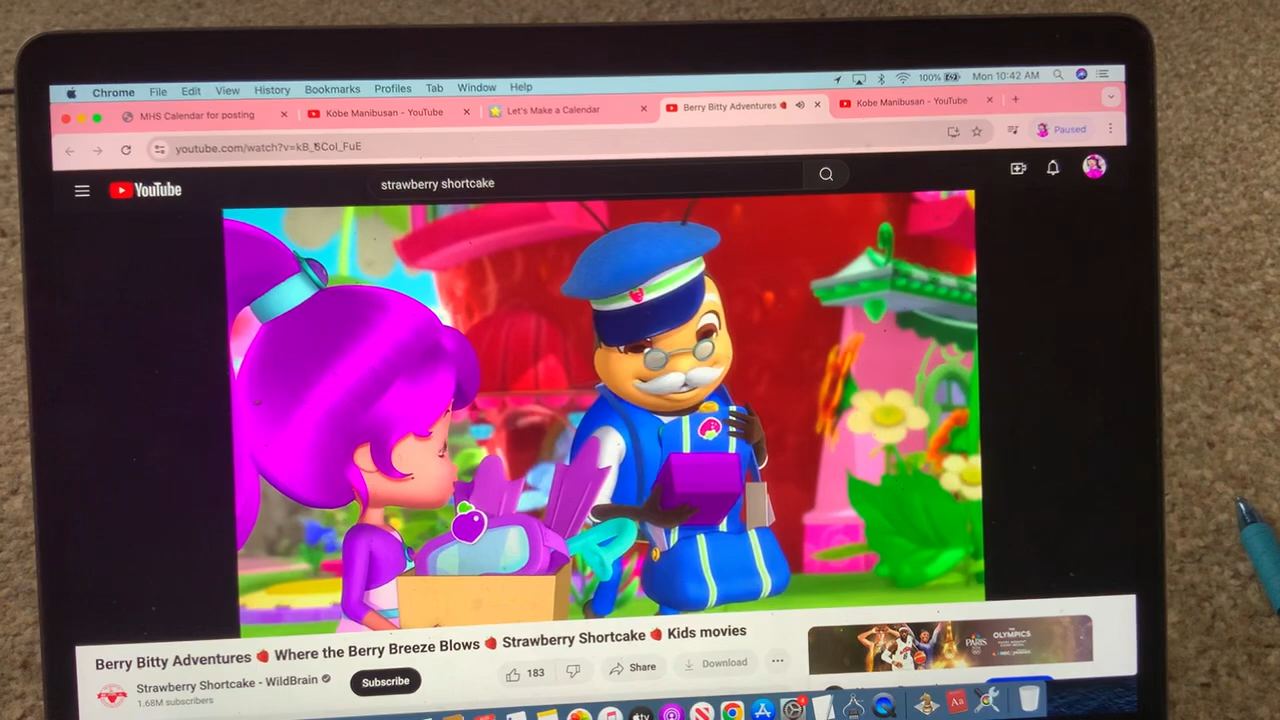 Chrome File Edit View History Bookmarks Profiles Tab Window Help 100% Mon 10:42 AM
MHS Calendar for posting Kobe Manibusan - YouTube Let's Make a Calendar Berry Bitty Adventures Kobe Manibusan - YouTube
Paused
YouTube strawberry shortcake
Berry Bitty Adventures 🍓 When the Berry Breeze Blows 🍓 Strawberry Shortcake 🍓 Kids movies
Strawberry Shortcake - WildBrain
1.68M subscribers
Subscribe
183 Share Download
PARIS
OLYMPICS
tv
Aa